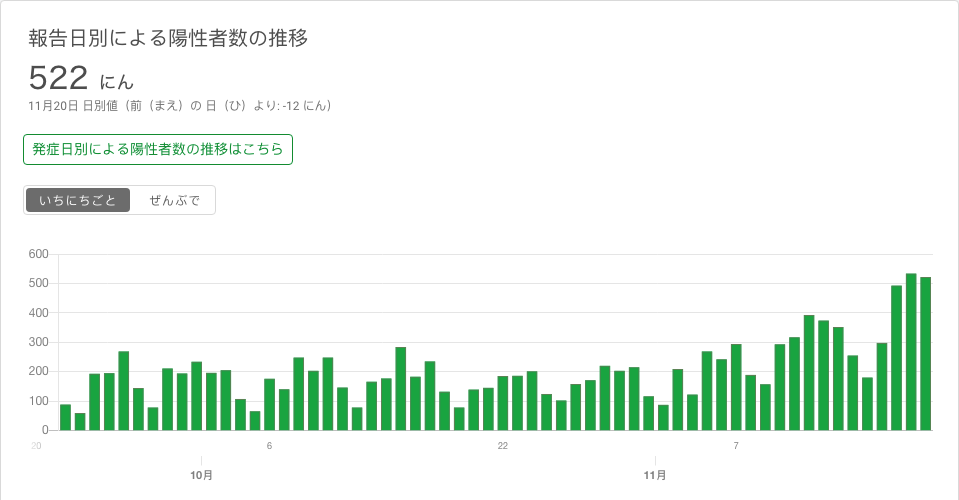 報告日別による陽性者数の推移
522 にん
11月20日 日別値（前（まえ）の 日（ひ）より: -12 にん）
発症日別による陽性者数の推移はこちら
いちにちごと ぜんぶで
600
500
400
300
200
100
0
20 6 22 7
10月 11月